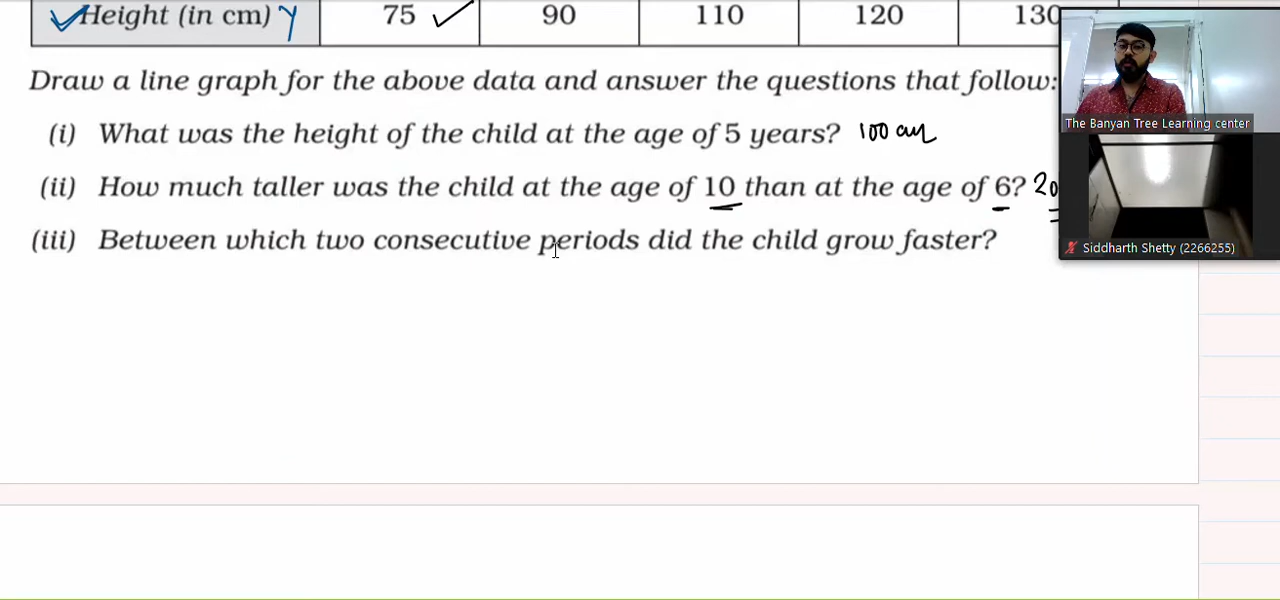 Height (in cm) Y 75 90 110 120 130
Draw a line graph for the above data and answer the questions that follow:
(i) What was the height of the child at the age of 5 years? 100 cm
(ii) How much taller was the child at the age of 10 than at the age of 6? 20
(iii) Between which two consecutive periods did the child grow faster?
The Banyan Tree Learning center
Siddharth Shetty (2266255)